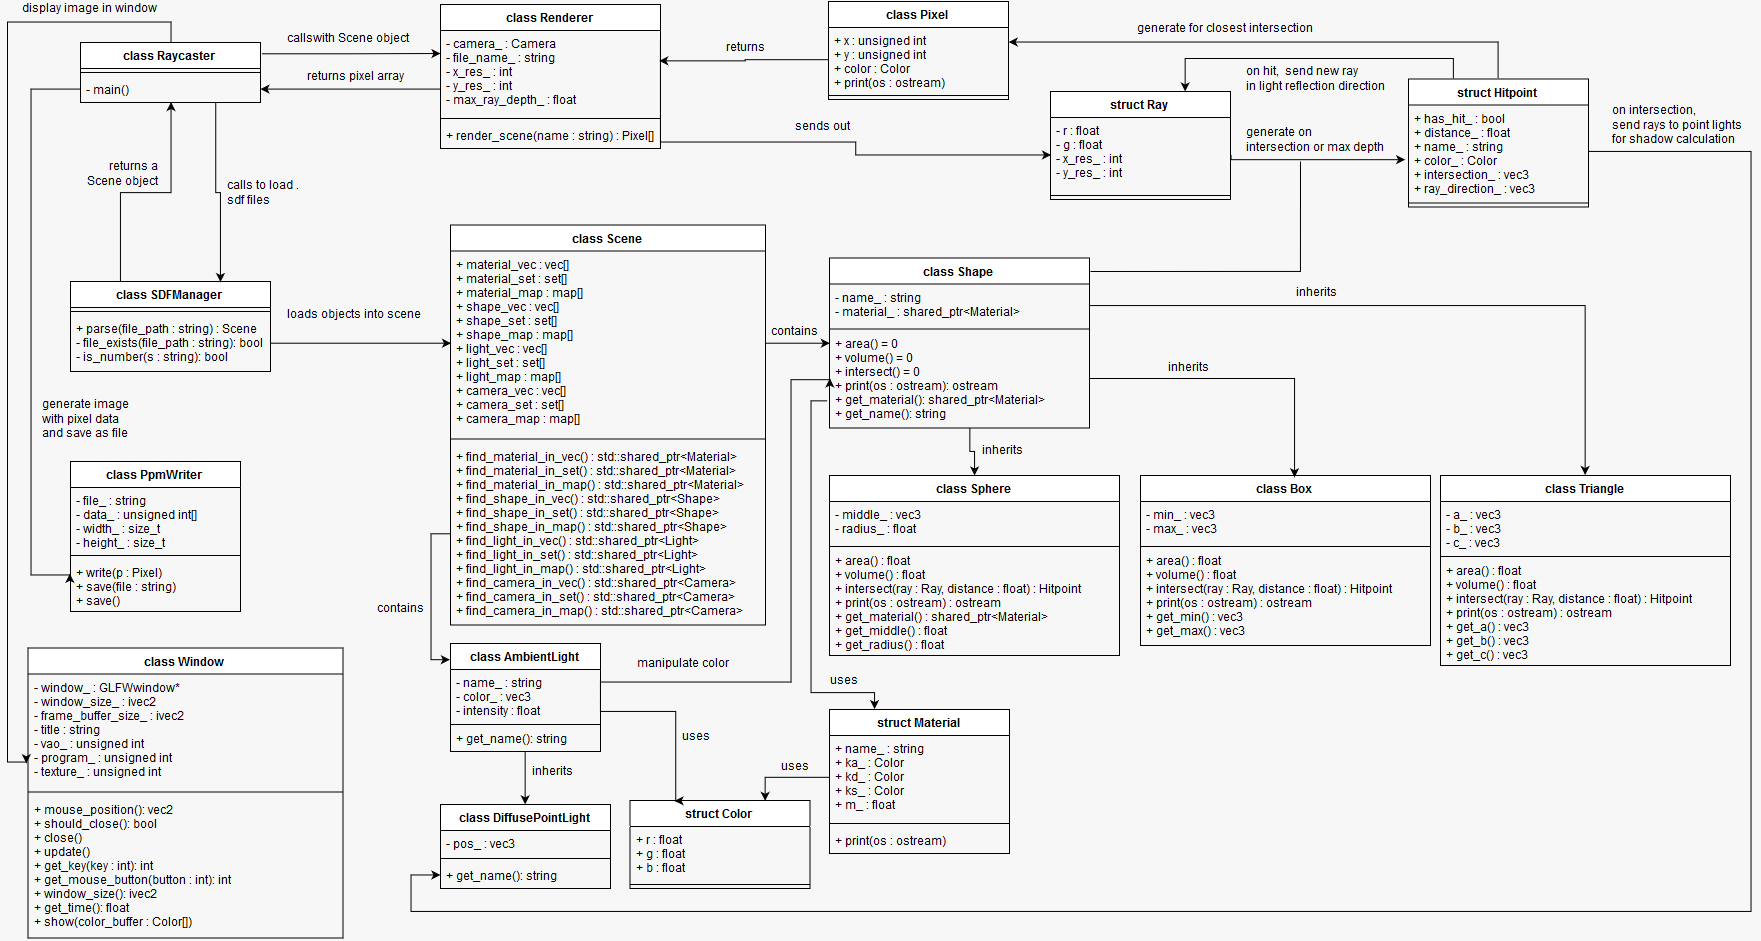 display image in window
class Raycaster
- main()
callswith Scene object
returns pixel array
class Renderer
- camera_ : Camera
- file_name_ : string
- x_res_ : int
- y_res_ : int
- max_ray_depth_ : float
+ render_scene(name : string) : Pixel[]
returns
class Pixel
+ x : unsigned int
+ y : unsigned int
+ color : Color
+ print(os : ostream)
generate for closest intersection
on hit, send new ray
in light reflection direction
sends out
struct Ray
- r : float
- g : float
- x_res_ : int
- y_res_ : int
generate on
intersection or max depth
struct Hitpoint
+ has_hit_ : bool
+ distance_ : float
+ name_ : string
+ color_ : Color
+ intersection_ : vec3
+ ray_direction_ : vec3
on intersection,
send rays to point lights
for shadow calculation
returns a
Scene object
calls to load .
sdf files
class SDFManager
+ parse(file_path : string) : Scene
- file_exists(file_path : string): bool
- is_number(s : string): bool
loads objects into scene
class Scene
+ material_vec : vec[]
+ material_set : set[]
+ material_map : map[]
+ shape_vec : vec[]
+ shape_set : set[]
+ shape_map : map[]
+ light_vec : vec[]
+ light_set : set[]
+ light_map : map[]
+ camera_vec : vec[]
+ camera_set : set[]
+ camera_map : map[]
+ find_material_in_vec() : std::shared_ptr<Material>
+ find_material_in_set() : std::shared_ptr<Material>
+ find_material_in_map() : std::shared_ptr<Material>
+ find_shape_in_vec() : std::shared_ptr<Shape>
+ find_shape_in_set() : std::shared_ptr<Shape>
+ find_shape_in_map() : std::shared_ptr<Shape>
+ find_light_in_vec() : std::shared_ptr<Light>
+ find_light_in_set() : std::shared_ptr<Light>
+ find_light_in_map() : std::shared_ptr<Light>
+ find_camera_in_vec() : std::shared_ptr<Camera>
+ find_camera_in_set() : std::shared_ptr<Camera>
+ find_camera_in_map() : std::shared_ptr<Camera>
contains
class Shape
- name_ : string
- material_ : shared_ptr<Material>
+ area() = 0
+ volume() = 0
+ intersect() = 0
+ print(os : ostream): ostream
+ get_material(): shared_ptr<Material>
+ get_name(): string
inherits
inherits
inherits
generate image
with pixel data
and save as file
class PpmWriter
- file_ : string
- data_ : unsigned int[]
- width_ : size_t
- height_ : size_t
+ write(p : Pixel)
+ save(file : string)
+ save()
class Sphere
- middle_ : vec3
- radius_ : float
+ area() : float
+ volume() : float
+ intersect(ray : Ray, distance : float) : Hitpoint
+ print(os : ostream) : ostream
+ get_material() : shared_ptr<Material>
+ get_middle() : float
+ get_radius() : float
class Box
- min_ : vec3
- max_ : vec3
+ area() : float
+ volume() : float
+ intersect(ray : Ray, distance : float) : Hitpoint
+ print(os : ostream) : ostream
+ get_min() : vec3
+ get_max() : vec3
class Triangle
- a_ : vec3
- b_ : vec3
- c_ : vec3
+ area() : float
+ volume() : float
+ intersect(ray : Ray, distance : float) : Hitpoint
+ print(os : ostream) : ostream
+ get_a() : vec3
+ get_b() : vec3
+ get_c() : vec3
contains
class AmbientLight
- name_ : string
- color_ : vec3
- intensity : float
+ get_name(): string
manipulate color
uses
uses
inherits
class Window
- window_ : GLFWwindow*
- window_size_ : ivec2
- frame_buffer_size_ : ivec2
- title : string
- vao_ : unsigned int
- program_ : unsigned int
- texture_ : unsigned int
+ mouse_position(): vec2
+ should_close(): bool
+ close()
+ update()
+ get_key(key : int): int
+ get_mouse_button(button : int): int
+ window_size(): ivec2
+ get_time(): float
+ show(color_buffer : Color[])
class DiffusePointLight
- pos_ : vec3
+ get_name(): string
struct Color
+ r : float
+ g : float
+ b : float
uses
struct Material
+ name_ : string
+ ka_ : Color
+ kd_ : Color
+ ks_ : Color
+ m_ : float
+ print(os : ostream)